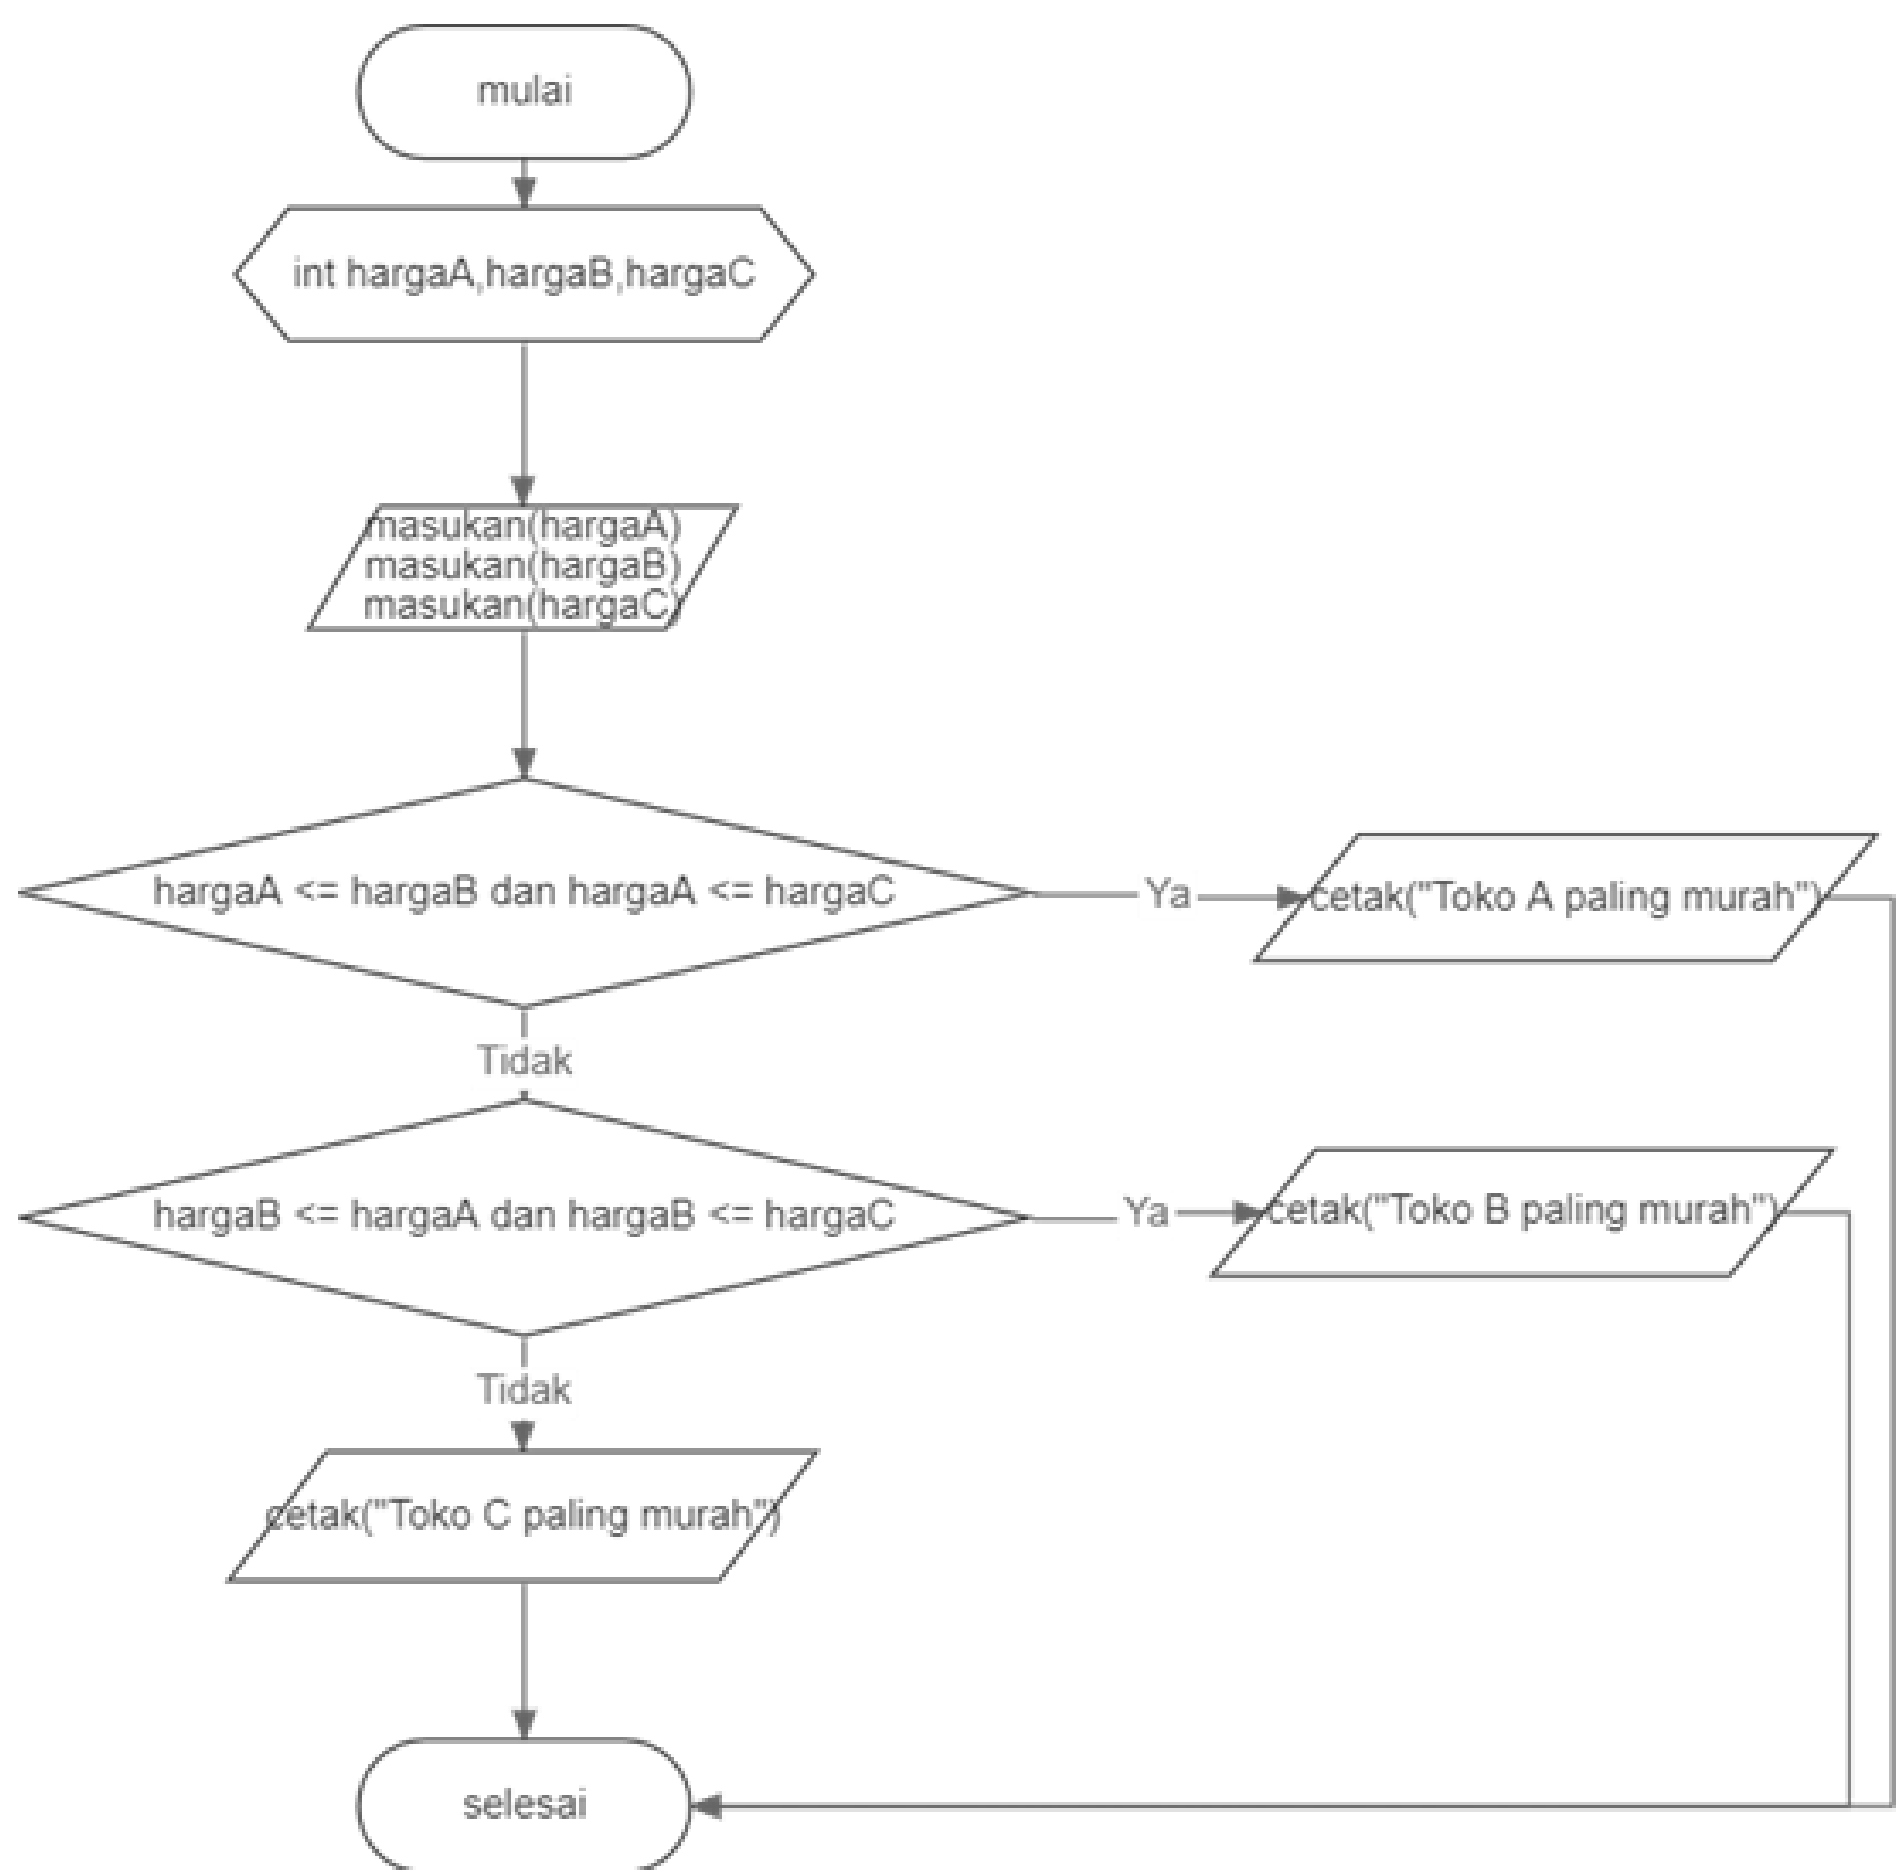 mulai
int hargaA,hargaB,hargaC
masukan(hargaA)
masukan(hargaB)
masukan(hargaC)
hargaA <= hargaB dan hargaA <= hargaC
Ya
cetak("Toko A paling murah")
Tidak
hargaB <= hargaA dan hargaB <= hargaC
Ya
cetak("Toko B paling murah")
Tidak
cetak("Toko C paling murah")
selesai